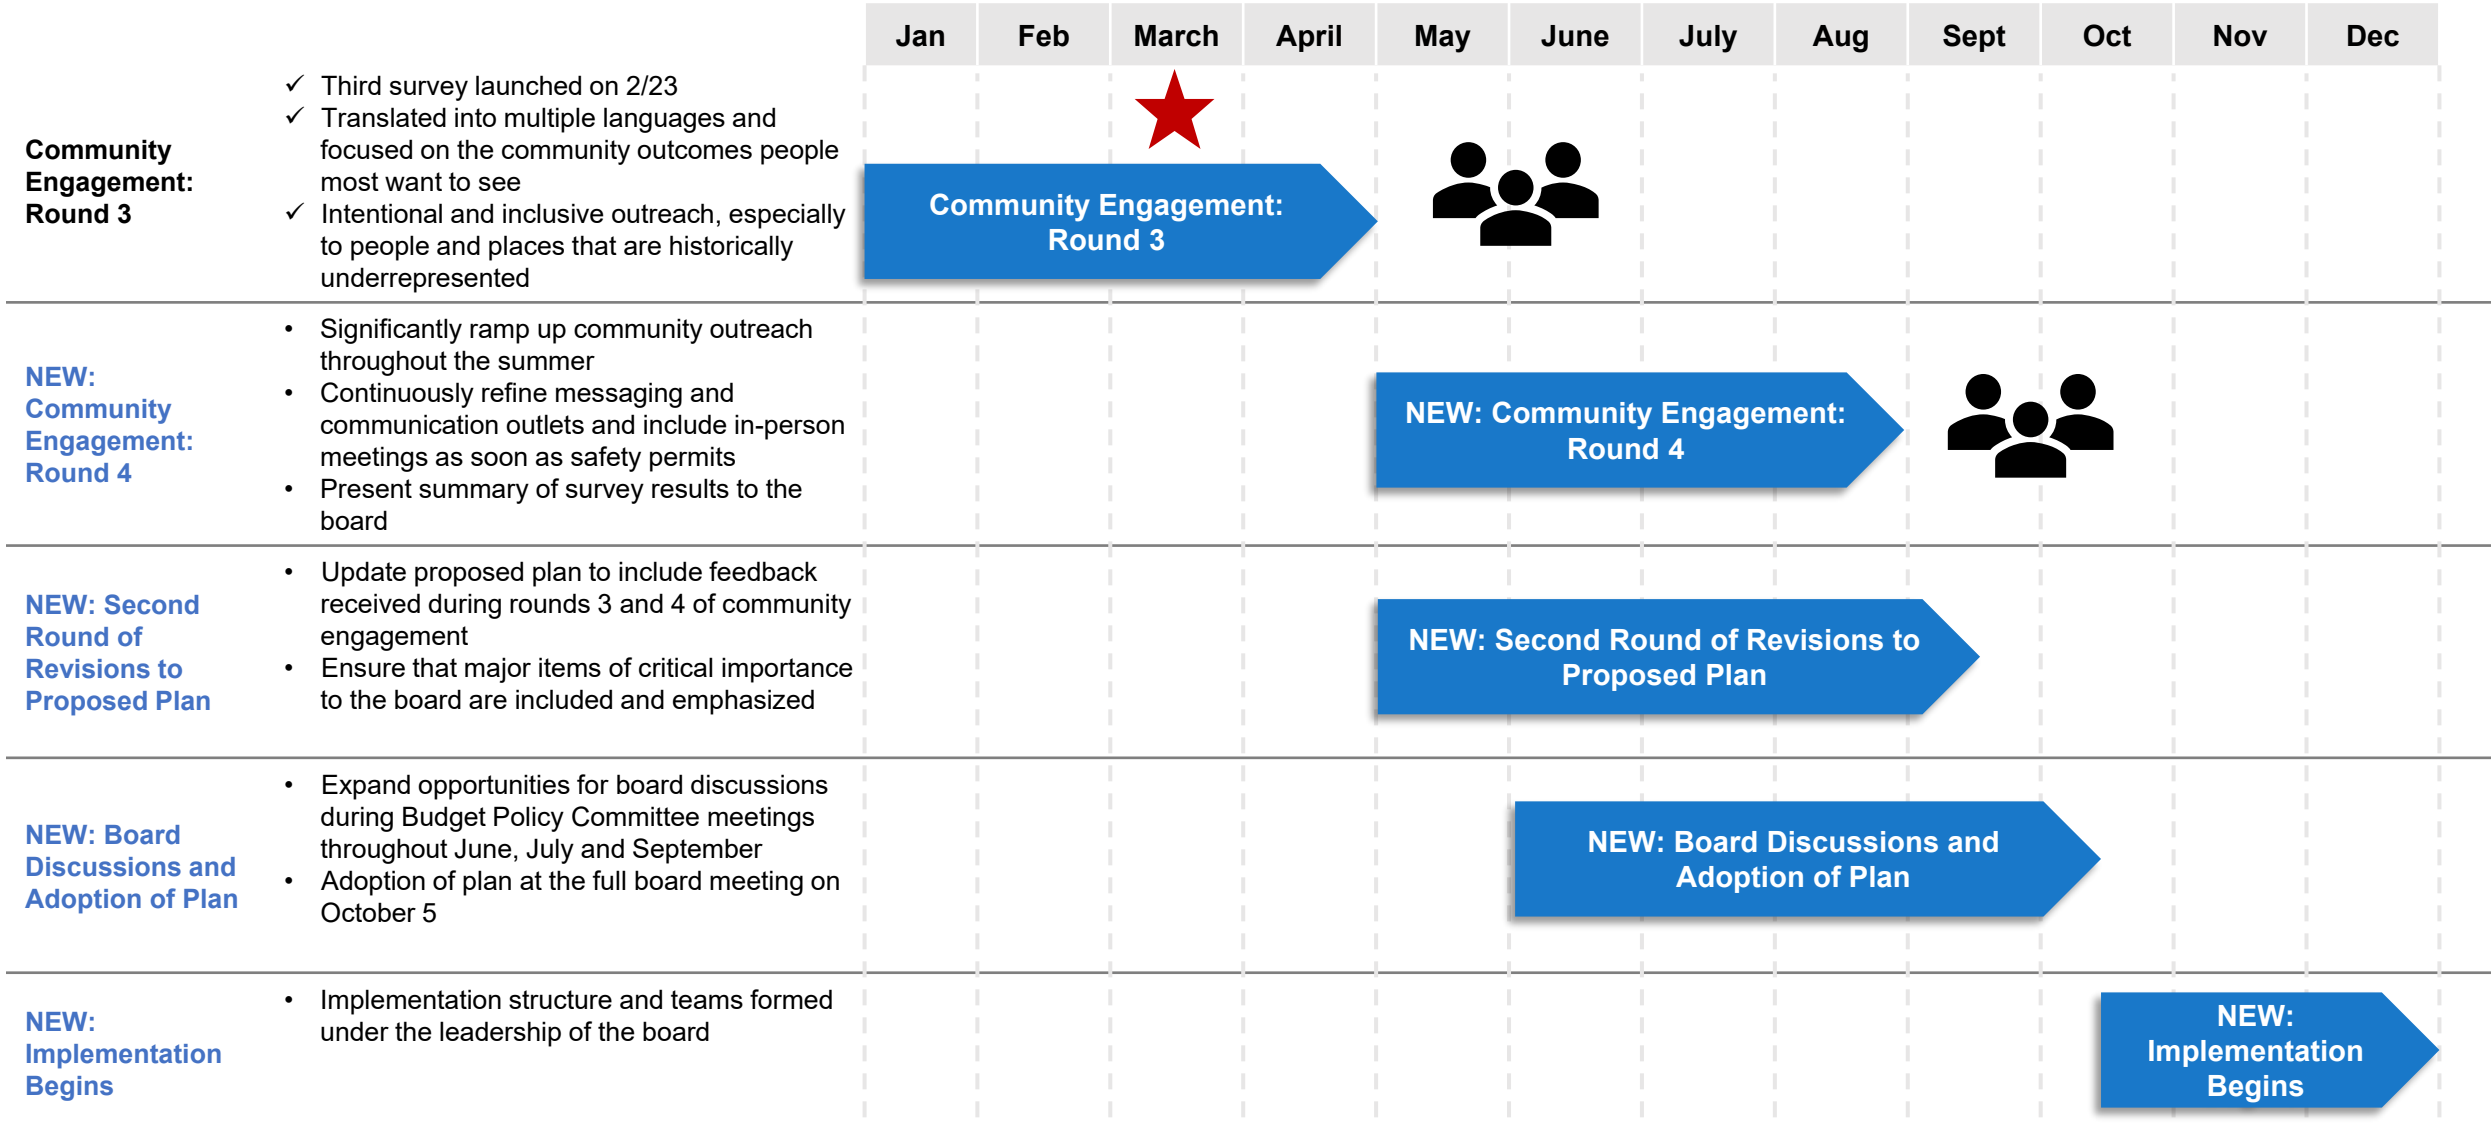 Jan Feb March April May June July Aug Sept Oct Nov Dec
Community
Engagement:
Round 3
✓ Third survey launched on 2/23
✓ Translated into multiple languages and
focused on the community outcomes people
most want to see
✓ Intentional and inclusive outreach, especially
to people and places that are historically
underrepresented
Community Engagement:
Round 3
NEW:
Community
Engagement:
Round 4
• Significantly ramp up community outreach
throughout the summer
• Continuously refine messaging and
communication outlets and include in-person
meetings as soon as safety permits
• Present summary of survey results to the
board
NEW: Community Engagement:
Round 4
NEW: Second
Round of
Revisions to
Proposed Plan
• Update proposed plan to include feedback
received during rounds 3 and 4 of community
engagement
• Ensure that major items of critical importance
to the board are included and emphasized
NEW: Second Round of Revisions to
Proposed Plan
NEW: Board
Discussions and
Adoption of Plan
• Expand opportunities for board discussions
during Budget Policy Committee meetings
throughout June, July and September
• Adoption of plan at the full board meeting on
October 5
NEW: Board Discussions and
Adoption of Plan
NEW:
Implementation
Begins
• Implementation structure and teams formed
under the leadership of the board
NEW:
Implementation
Begins